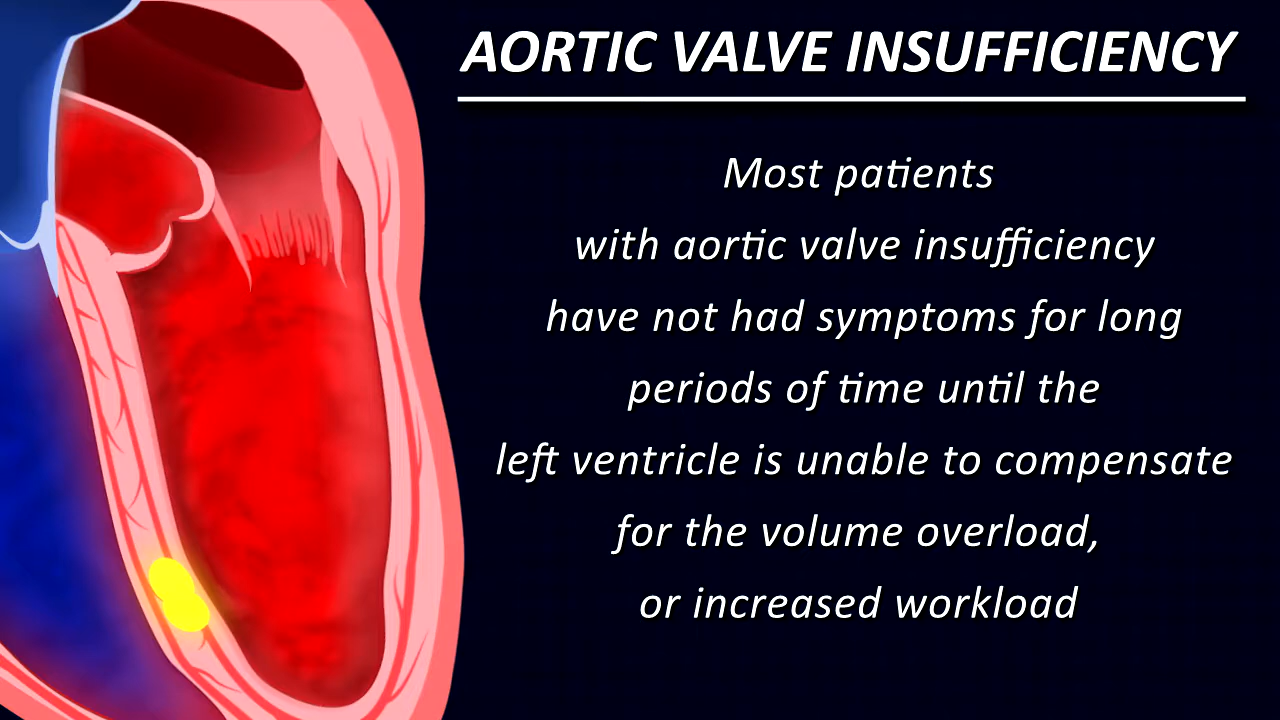 AORTIC VALVE INSUFFICIENCY
Most patients
with aortic valve insufficiency
have not had symptoms for long
periods of time until the
left ventricle is unable to compensate
for the volume overload,
or increased workload